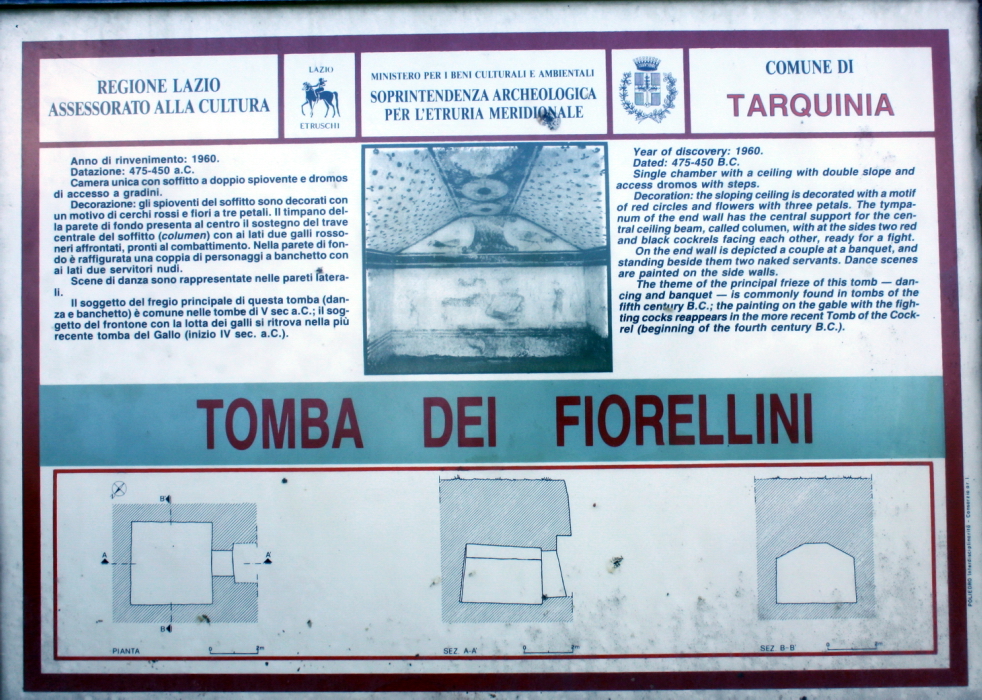 REGIONE LAZIO
ASSESSORATO ALLA CULTURA
LAZIO
ETRUSCHI
MINISTERO PER I BENI CULTURALI E AMBIENTALI
SOPRINTENDENZA ARCHEOLOGICA
PER L'ETRURIA MERIDIONALE
COMUNE DI
TARQUINIA
Anno di rinvenimento: 1960.
Datazione: 475-450 a.C.
Camera unica con soffitto a doppio spiovente e dromos
di accesso a gradini.
Decorazione: gli spioventi del soffitto sono decorati con
un motivo di cerchi rossi e fiori a tre petali. Il timpano del-
la parete di fondo presenta al centro il sostegno del trave
centrale del soffitto (columen) con ai lati due galli rosso-
neri affrontati, pronti al combattimento. Nella parete di fon-
do è raffigurata una coppia di personaggi a banchetto con
ai lati due servitori nudi.
Scene di danza sono rappresentate nelle pareti latera-
li.
Il soggetto del fregio principale di questa tomba (dan-
za e banchetto) è comune nelle tombe di V sec a.C.; il sog-
getto del frontone con la lotta dei galli si ritrova nella più
recente tomba del Gallo (inizio IV sec. a.C.).
Year of discovery: 1960.
Dated: 475-450 B.C.
Single chamber with a ceiling with double slope and
access dromos with steps.
Decoration: the sloping ceiling is decorated with a motif
of red circles and flowers with three petals. The tympa-
num of the end wall has the central support for the cen-
tral ceiling beam, called columen, with at the sides two red
and black cockrels facing each other, ready for a fight.
On the end wall is depicted a couple at a banquet, and
standing beside them two naked servants. Dance scenes
are painted on the side walls.
The theme of the principal frieze of this tomb — dan-
cing and banquet — is commonly found in tombs of the
fifth century B.C.; the painting on the gable with the figh-
ting cocks reappears in the more recent Tomb of the Cock-
rel (beginning of the fourth century B.C.).
TOMBA DEI FIORELLINI
B'
A
A'
B
PIANTA
0 2m
SEZ. A-A'
0 2m
SEZ. B-B'
0 2m